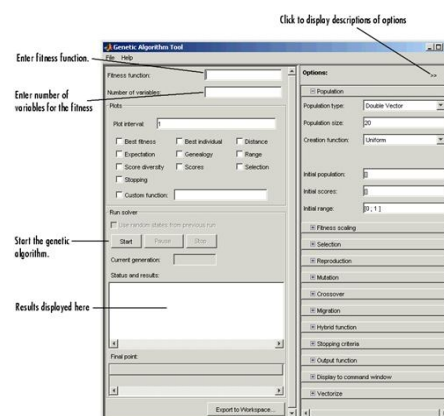 Click to display descriptions of options
Genetic Algorithm Tool
File Help
Enter fitness function.
Fitness function:
Enter number of
variables for the fitness
Number of variables:
Plots
Plot interval: 1
Best fitness Best individual Distance
Expectation Genealogy Range
Score diversity Scores Selection
Stopping
Custom function:
Run solver
Use random states from previous run
Start the genetic
algorithm.
Start Pause Stop
Current generation:
Status and results:
Results displayed here
Final point:
Export to Workspace...
Options: >>
Population
Population type: Double Vector
Population size: 20
Creation function: Uniform
Initial population: []
Initial scores: []
Initial range: [0 ; 1 ]
Fitness scaling
Selection
Reproduction
Mutation
Crossover
Migration
Hybrid function
Stopping criteria
Output function
Display to command window
Vectorize